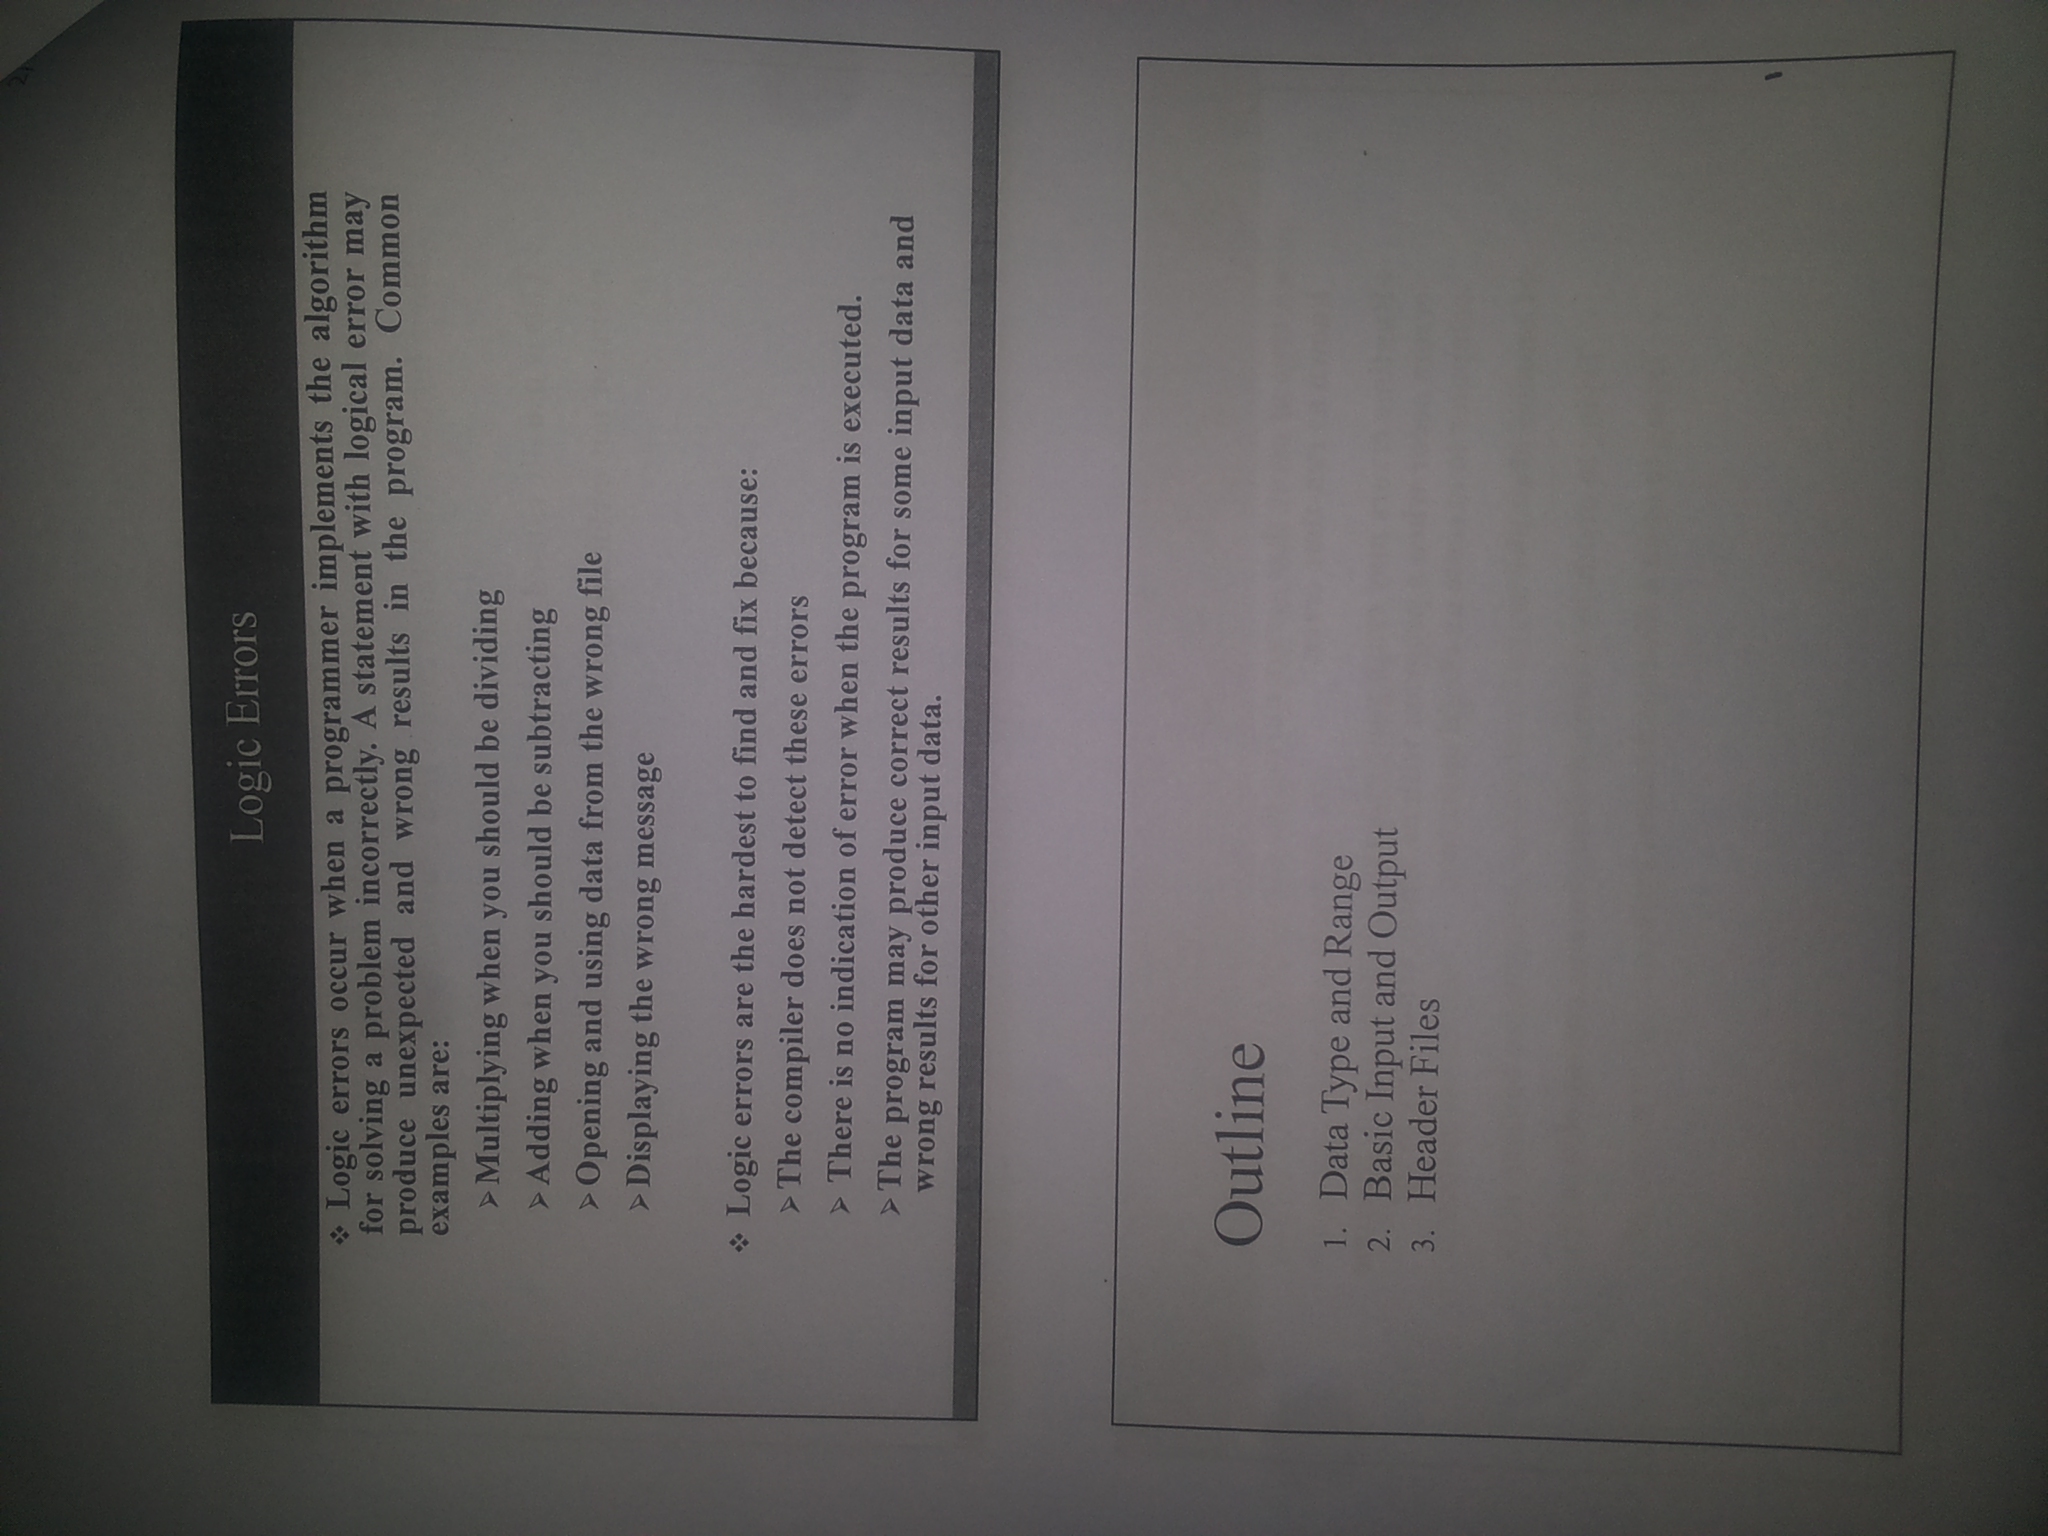 Logic Errors
❖ Logic errors occur when a programmer implements the algorithm
for solving a problem incorrectly. A statement with logical error may
produce unexpected and wrong results in the program. Common
examples are:
➢Multiplying when you should be dividing
➢Adding when you should be subtracting
➢Opening and using data from the wrong file
➢Displaying the wrong message
❖ Logic errors are the hardest to find and fix because:
➢The compiler does not detect these errors
➢ There is no indication of error when the program is executed.
➢The program may produce correct results for some input data and
wrong results for other input data.
Outline
1. Data Type and Range
2. Basic Input and Output
3. Header Files